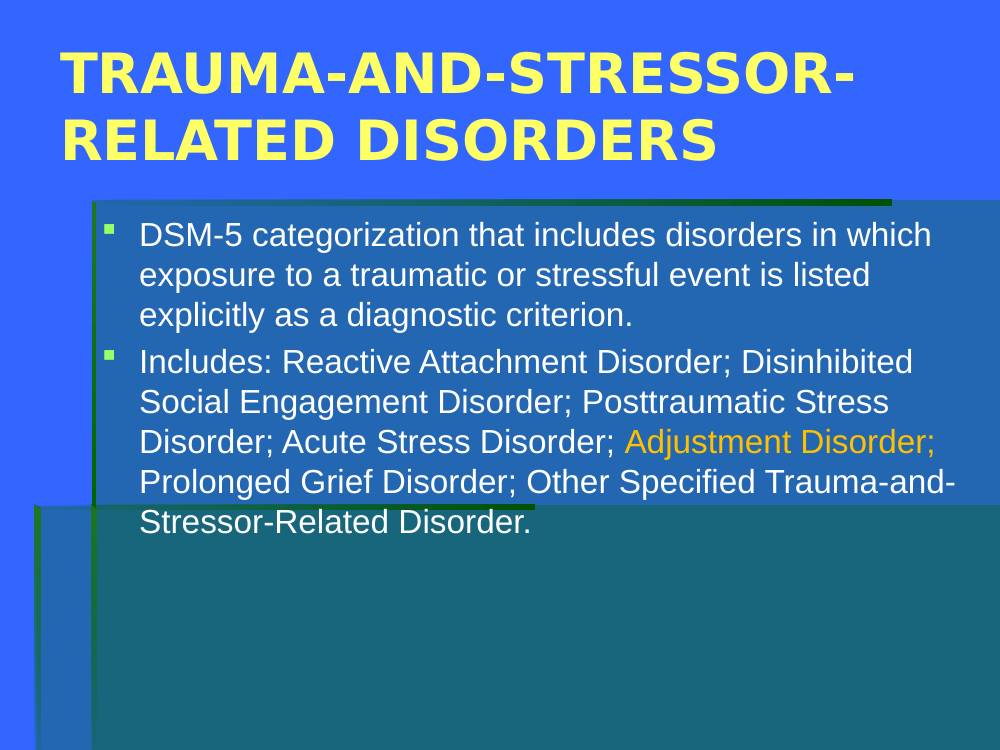 TRAUMA-AND-STRESSOR-
RELATED DISORDERS
DSM-5 categorization that includes disorders in which
exposure to a traumatic or stressful event is listed
explicitly as a diagnostic criterion.
Includes: Reactive Attachment Disorder; Disinhibited
Social Engagement Disorder; Posttraumatic Stress
Disorder; Acute Stress Disorder; Adjustment Disorder;
Prolonged Grief Disorder; Other Specified Trauma-and-
Stressor-Related Disorder.